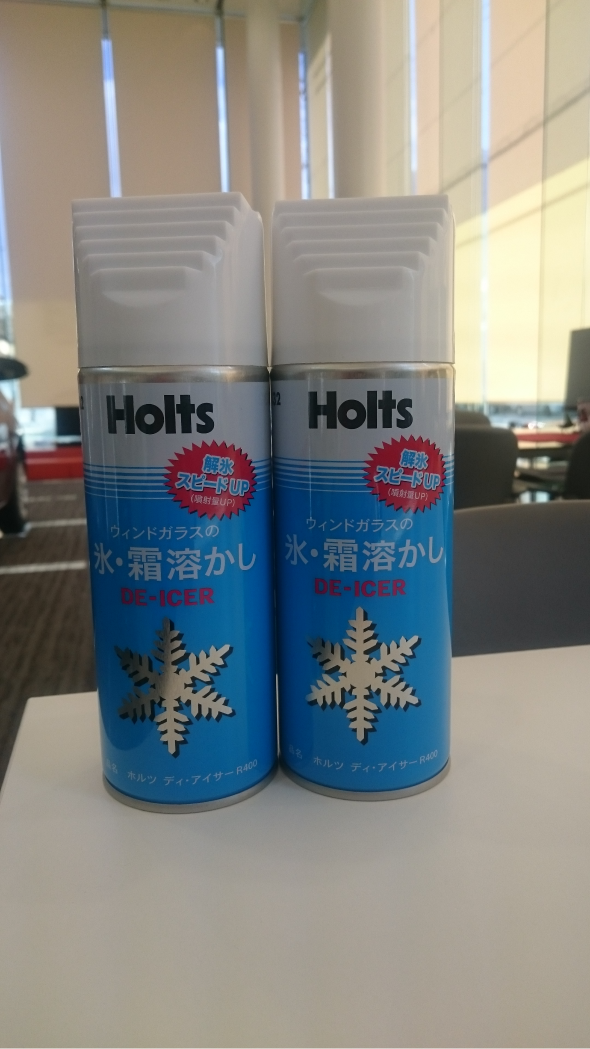 Holts
解氷
スピードUP
(噴射量UP)
ウィンドガラスの
氷・霜溶かし
DE-ICER
品名 ホルツ ディ・アイサー R400
2
Holts
解氷
スピードUP
(噴射量UP)
ウィンドガラスの
氷・霜溶かし
DE-ICER
品名 ホルツ ディ・アイサー R400